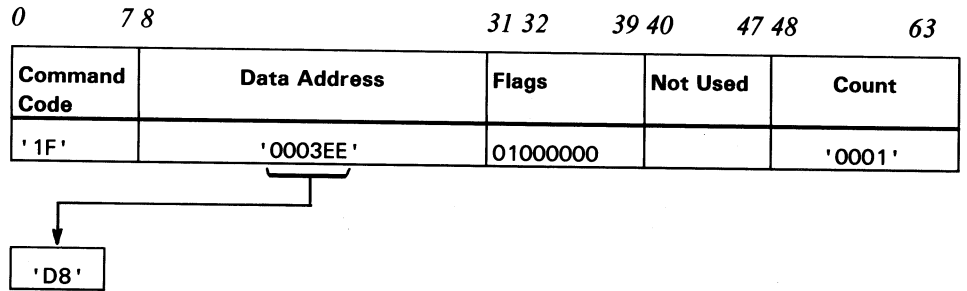 0 7 8 31 32 39 40 47 48 63
Command Code Data Address Flags Not Used Count
'1F' '0003EE' 01000000 '0001'
'D8'